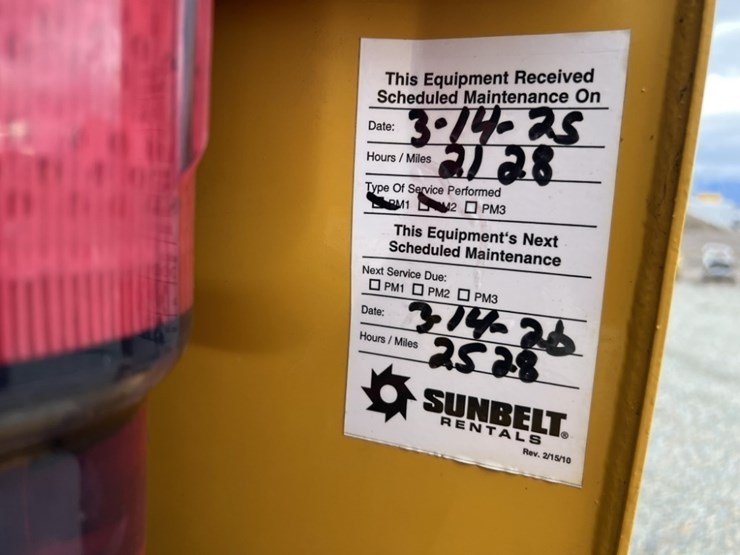 This Equipment Received
Scheduled Maintenance On
Date: 3-14-25
Hours / Miles 2128
Type Of Service Performed
PM1 PM2 PM3
This Equipment's Next
Scheduled Maintenance
Next Service Due:
PM1 PM2 PM3
Date: 3-14-26
Hours / Miles 2528
SUNBELT®
RENTALS
Rev. 2/15/10